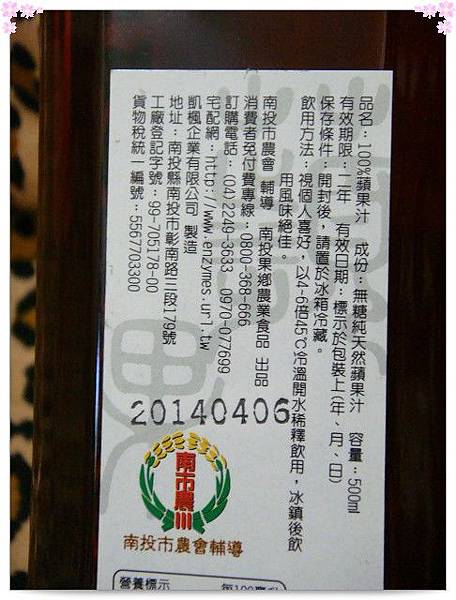 品名：100%蘋果汁　成份：無糖純天然蘋果汁　容量：500ml
有效期限：二年　有效日期：標示於包裝上(年、月、日)
保存條件：開封後，請置於冰箱冷藏。
飲用方法：視個人喜好，以4-6倍45℃冷溫開水稀釋飲用，冰鎮後飲
用風味絕佳。
南投市農會　輔導　南投果鄉農業食品　出品
消費者免付費專線：0800-368-666
訂購電話：(04)2249-3633　0970-077699
宅配網：http://www.enzymes.url.tw
凱楓企業有限公司 製造
地址：南投縣南投市彰南路三段179號
工廠登記字號：99-705178-00
貨物稅統一編號：5567703300
20140406
南市農
南投市農會輔導
營養標示
每100毫升